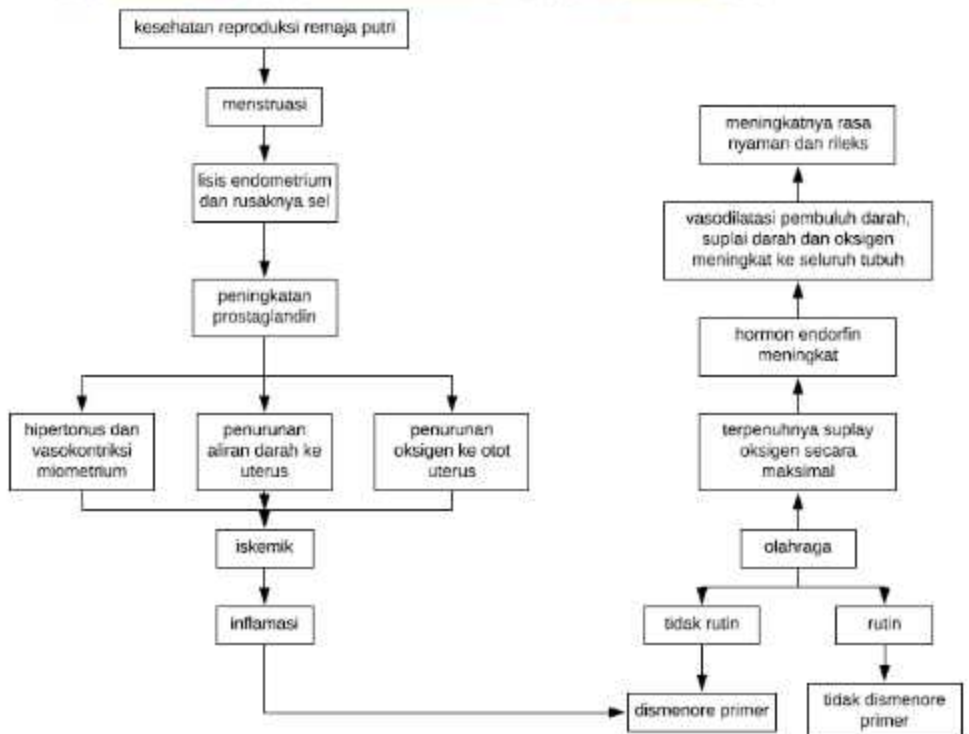 kesehatan reproduksi remaja putri
menstruasi
lisis endometrium
dan rusaknya sel
peningkatan
prostaglandin
hipertonus dan
vasokontriksi
miometrium
penurunan
aliran darah ke
uterus
penurunan
oksigen ke otot
uterus
iskemik
inflamasi
meningkatnya rasa
nyaman dan rileks
vasodilatasi pembuluh darah,
suplai darah dan oksigen
meningkat ke seluruh tubuh
hormon endorfin
meningkat
terpenuhnya suplay
oksigen secara
maksimal
olahraga
tidak rutin
rutin
dismenore primer
tidak dismenore
primer